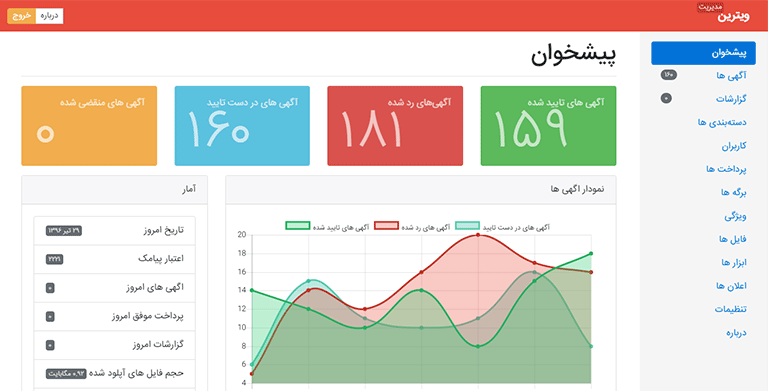 مدیریت
ویترین
درباره
خروج
پیشخوان
آگهی ها ۱۶۰
گزارشات ۰
دسته‌بندی ها
کاربران
پرداخت ها
برگه ها
ویژگی
فایل ها
ابزار ها
اعلان ها
تنظیمات
درباره
پیشخوان
آگهی های تایید شده
۱۵۹
آگهی‌های رد شده
۱۸۱
آگهی های در دست تایید
۱۶۰
آگهی های منقضی شده
۰
نمودار آگهی ها
آگهی های تایید شده
آگهی های رد شده
آگهی های در دست تایید
20
18
16
14
12
10
8
6
4
آمار
تاریخ امروز ۲۹ تیر ۱۳۹۶
اعتبار پیامک ۲۲۲۹
آگهی های امروز ۰
پرداخت موفق امروز ۰
گزارشات امروز ۰
حجم فایل های آپلود شده ۰.۹۲ مگابایت